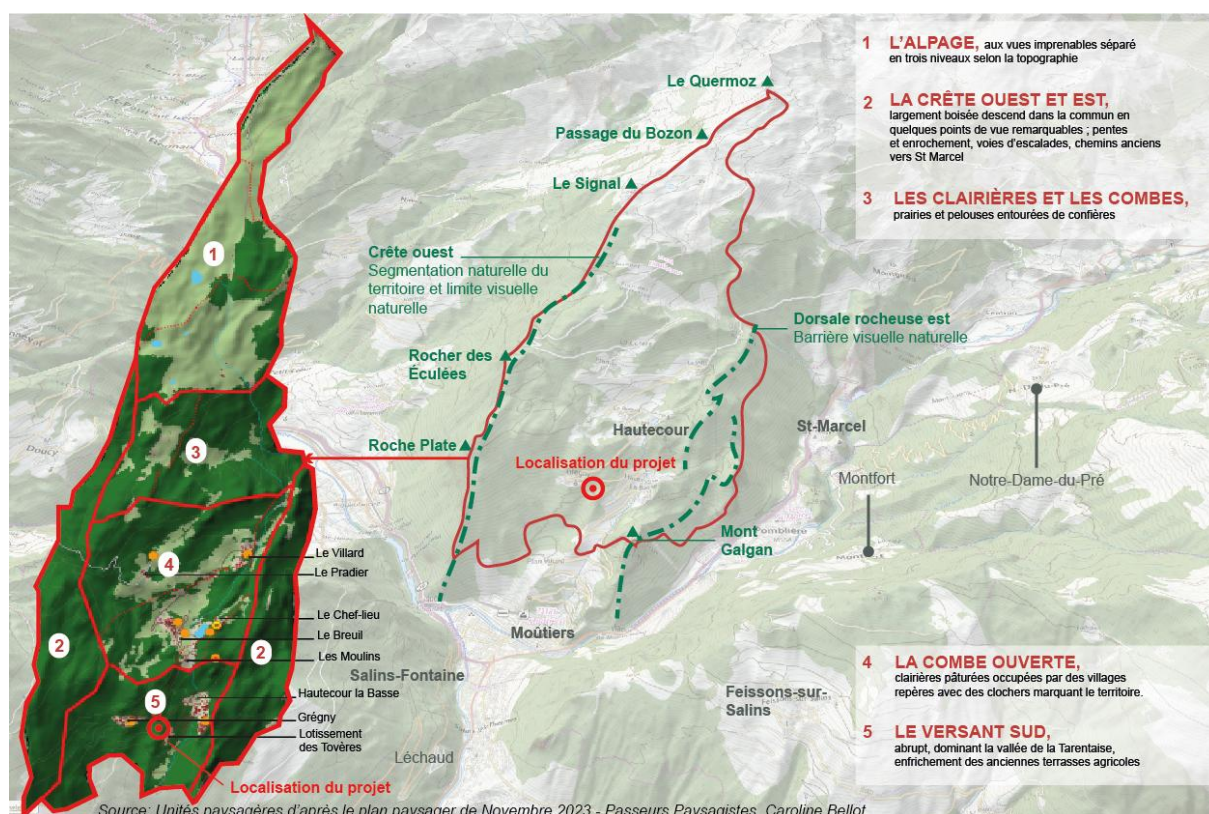 1 L'ALPAGE, aux vues imprenables séparé
en trois niveaux selon la topographie
2 LA CRÊTE OUEST ET EST,
largement boisée descend dans la commun en
quelques points de vue remarquables ; pentes
et enrochement, voies d'escalades, chemins anciens
vers St Marcel
3 LES CLAIRIÈRES ET LES COMBES,
prairies et pelouses entourées de confières
Le Quermoz
Passage du Bozon
Le Signal
Crête ouest
Segmentation naturelle du
territoire et limite visuelle
naturelle
Dorsale rocheuse est
Barrière visuelle naturelle
Rocher des
Éculées
Roche Plate
Hautecour
Localisation du projet
St-Marcel
Montfort
Notre-Dame-du-Pré
Mont
Galgan
Moûtiers
Salins-Fontaine
Feissons-sur-
Salins
Léchaud
Doucy
1
3
4
2
2
5
Le Villard
Le Pradier
Le Chef-lieu
Le Breuil
Les Moulins
Hautecour la Basse
Grégny
Lotissement
des Tovères
Localisation du projet
4 LA COMBE OUVERTE,
clairières pâturées occupées par des villages
repères avec des clochers marquant le territoire.
5 LE VERSANT SUD,
abrupt, dominant la vallée de la Tarentaise,
enfrichement des anciennes terrasses agricoles
Source: Unités paysagères d'après le plan paysager de Novembre 2023 - Passeurs Paysagistes, Caroline Bellot